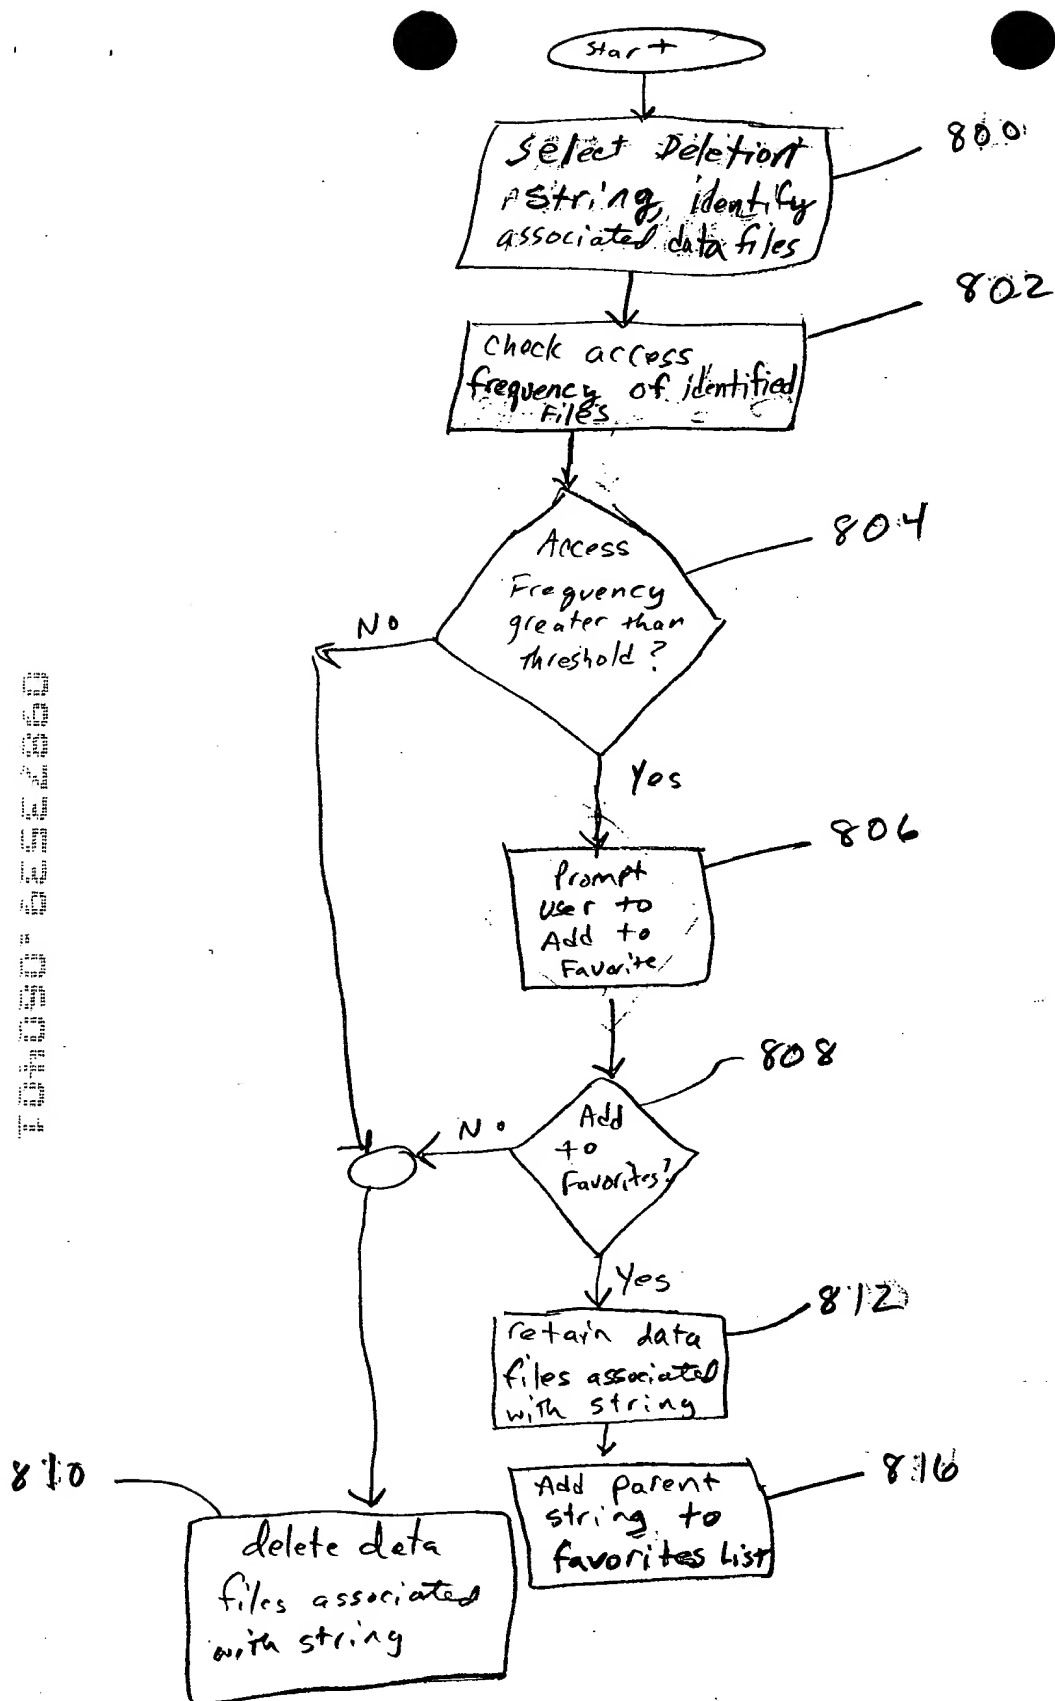 Start
Select Deletion
String, identify
associated data files
800
Check access
frequency of identified
Files
802
Access
Frequency
greater than
threshold?
804
No
Yes
Prompt
User to
Add to
Favorite
806
Add
to
Favorites?
808
No
Yes
retain data
files associated
with string
812
Add parent
string to
favorites List
816
810
delete data
files associated
with string
09873539.050401